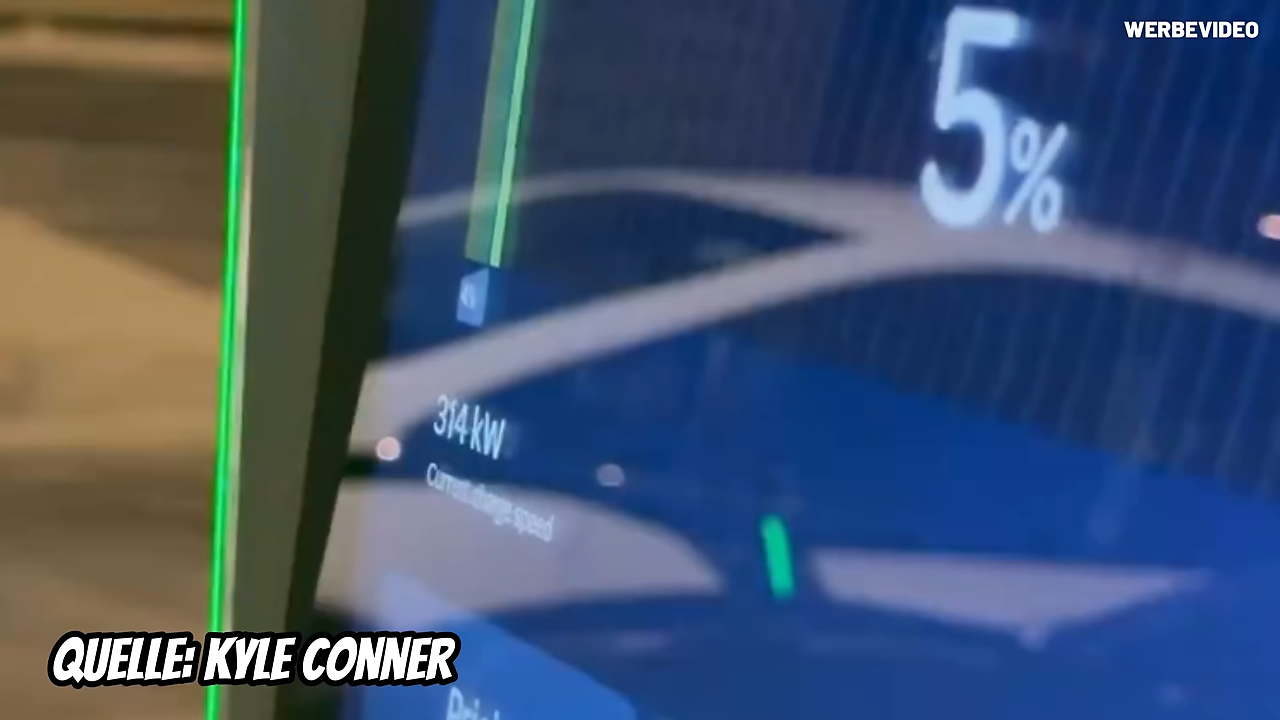 WERBEVIDEO
5%
314 kW
Current charge speed
QUELLE: KYLE CONNER